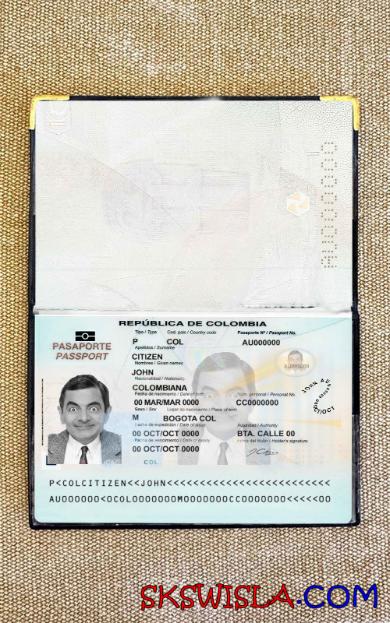 REPÚBLICA DE COLOMBIA
PASAPORTE
PASSPORT
Tipo / Type Cód. país / Country code Pasaporte Nº / Passport No.
P COL AU000000
Apellidos / Surname
CITIZEN
Nombres / Given names
JOHN
Nacionalidad / Nationality
COLOMBIANA
Fecha de nacimiento / Date of birth Núm. personal / Personal No.
00 MAR/MAR 0000 CC0000000
Sexo / Sex Lugar de nacimiento / Place of birth
M BOGOTA COL
Fecha de expedición / Date of issue Autoridad / Authority
00 OCT/OCT 0000 BTA. CALLE 00
Fecha de vencimiento / Date of expiry Firma del titular / Holder's signature
00 OCT/OCT 0000
COL
JOHN
P<COLCITIZEN<<JOHN<<<<<<<<<<<<<<<<<<<<<<<<<<
AU000000<0COL0000000M0000000CC0000000<<<<<00
SKSWISLA.COM